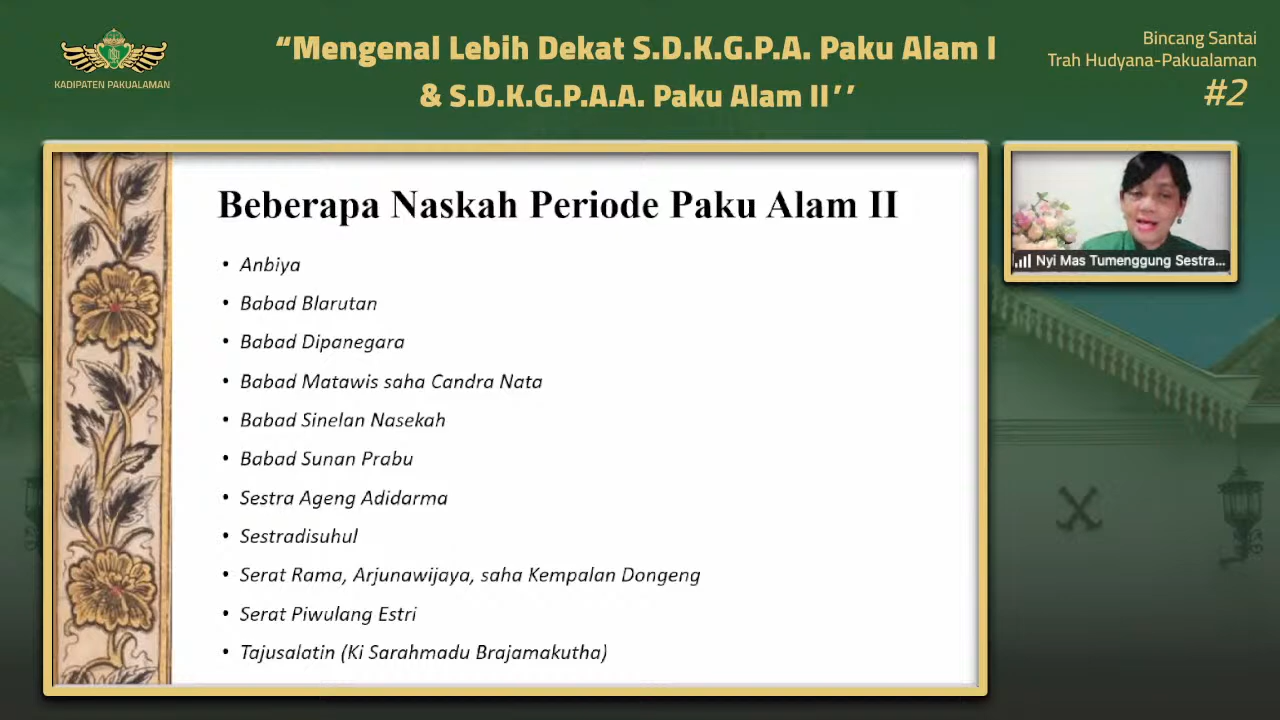 KADIPATEN PAKUALAMAN
“Mengenal Lebih Dekat S.D.K.G.P.A. Paku Alam I
& S.D.K.G.P.A.A. Paku Alam II’’
Bincang Santai
Trah Hudyana-Pakualaman
#2
Beberapa Naskah Periode Paku Alam II
• Anbiya
• Babad Blarutan
• Babad Dipanegara
• Babad Matawis saha Candra Nata
• Babad Sinelan Nasekah
• Babad Sunan Prabu
• Sestra Ageng Adidarma
• Sestradisuhul
• Serat Rama, Arjunawijaya, saha Kempalan Dongeng
• Serat Piwulang Estri
• Tajusalatin (Ki Sarahmadu Brajamakutha)
Nyi Mas Tumenggung Sestra...